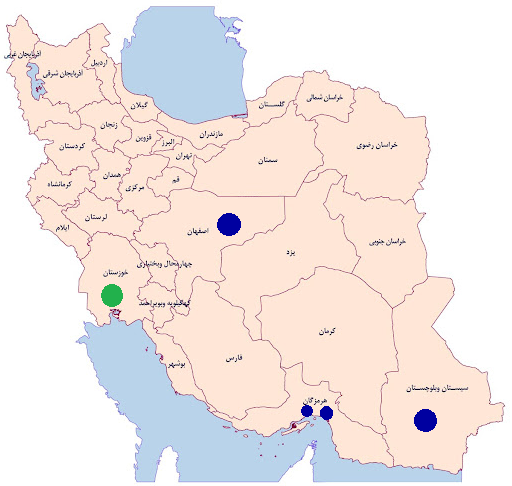 آذربایجان غربی
آذربایجان شرقی
اردبیل
گیلان
زنجان
کردستان
قزوین
البرز
مازندران
گلستان
خراسان شمالی
خراسان رضوی
سمنان
تهران
قم
مرکزی
همدان
کرمانشاه
لرستان
ایلام
اصفهان
یزد
خراسان جنوبی
چهارمحال وبختیاری
خوزستان
کهگیلویه وبویراحمد
کرمان
فارس
بوشهر
هرمزگان
سیستان وبلوچستان